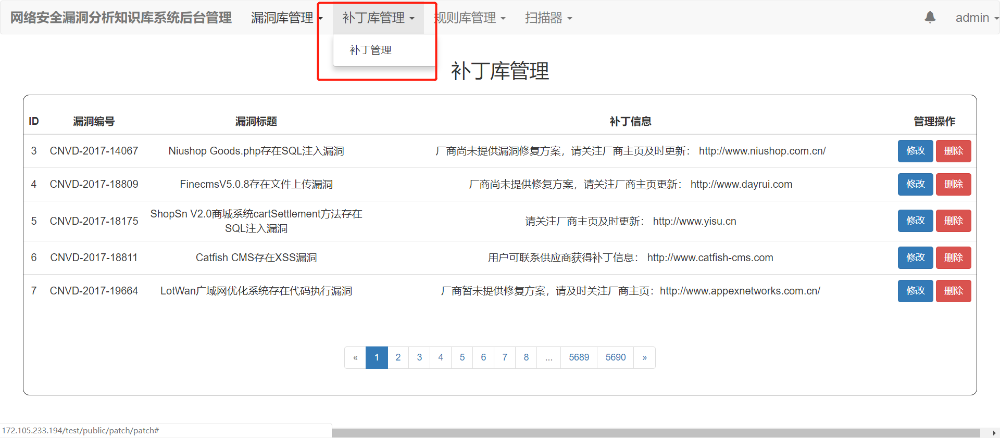 网络安全漏洞分析知识库系统后台管理 漏洞库管理 补丁库管理 规则库管理 扫描器 admin
补丁管理
补丁库管理
ID 漏洞编号 漏洞标题 补丁信息 管理操作
3 CNVD-2017-14067 Niushop Goods.php存在SQL注入漏洞 厂商尚未提供漏洞修复方案，请关注厂商主页及时更新： http://www.niushop.com.cn/ 修改 删除
4 CNVD-2017-18809 FinecmsV5.0.8存在文件上传漏洞 厂商尚未提供修复方案，请关注厂商主页更新： http://www.dayrui.com 修改 删除
5 CNVD-2017-18175 ShopSn V2.0商城系统cartSettlement方法存在
SQL注入漏洞 请关注厂商主页及时更新： http://www.yisu.cn 修改 删除
6 CNVD-2017-18811 Catfish CMS存在XSS漏洞 用户可联系供应商获得补丁信息： http://www.catfish-cms.com 修改 删除
7 CNVD-2017-19664 LotWan广域网优化系统存在代码执行漏洞 厂商暂未提供修复方案，请及时关注厂商主页：http://www.appexnetworks.com.cn/ 修改 删除
« 1 2 3 4 5 6 7 8 ... 5689 5690 »
172.105.233.194/test/public/patch/patch#